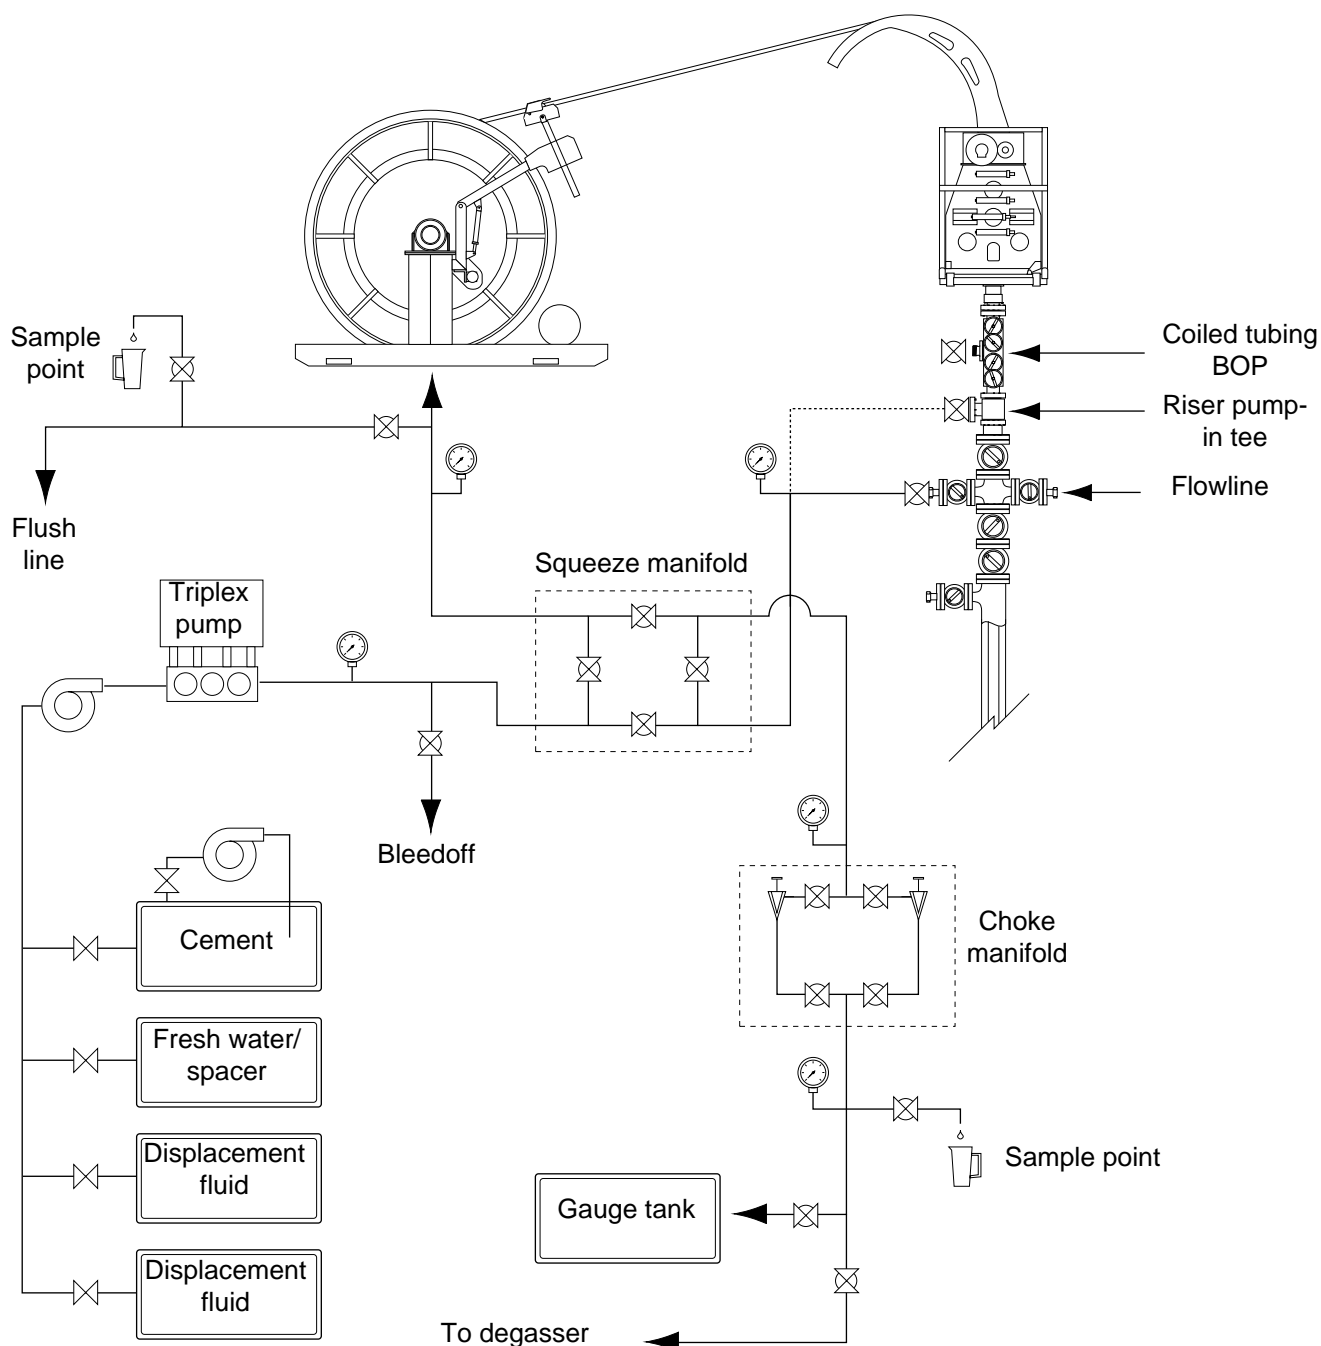 Sample
point
Coiled tubing
BOP
Riser pump-
in tee
Flowline
Flush
line
Squeeze manifold
Triplex
pump
Bleedoff
Cement
Choke
manifold
Fresh water/
spacer
Displacement
fluid
Sample point
Gauge tank
Displacement
fluid
To degasser